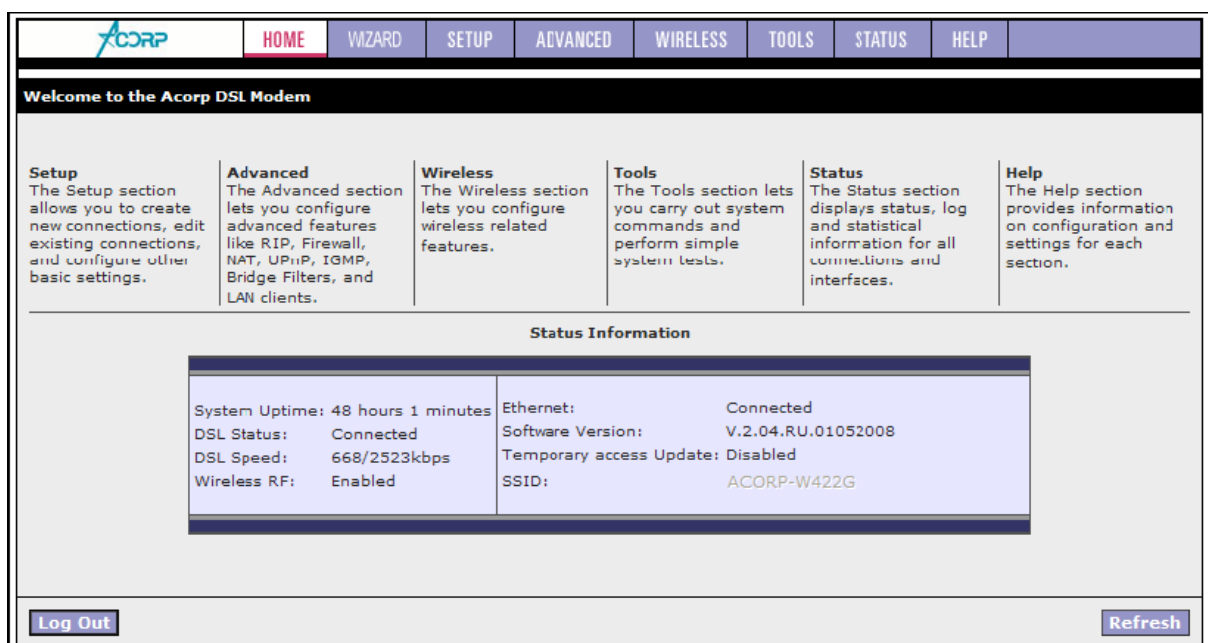 ACORP HOME WIZARD SETUP ADVANCED WIRELESS TOOLS STATUS HELP
Welcome to the Acorp DSL Modem
Setup
The Setup section
allows you to create
new connections, edit
existing connections,
and configure other
basic settings.
Advanced
The Advanced section
lets you configure
advanced features
like RIP, Firewall,
NAT, UPnP, IGMP,
Bridge Filters, and
LAN clients.
Wireless
The Wireless section
lets you configure
wireless related
features.
Tools
The Tools section lets
you carry out system
commands and
perform simple
system tests.
Status
The Status section
displays status, log
and statistical
information for all
connections and
interfaces.
Help
The Help section
provides information
on configuration and
settings for each
section.
Status Information
System Uptime: 48 hours 1 minutes
DSL Status: Connected
DSL Speed: 668/2523kbps
Wireless RF: Enabled
Ethernet: Connected
Software Version: V.2.04.RU.01052008
Temporary access Update: Disabled
SSID: ACORP-W422G
Log Out Refresh